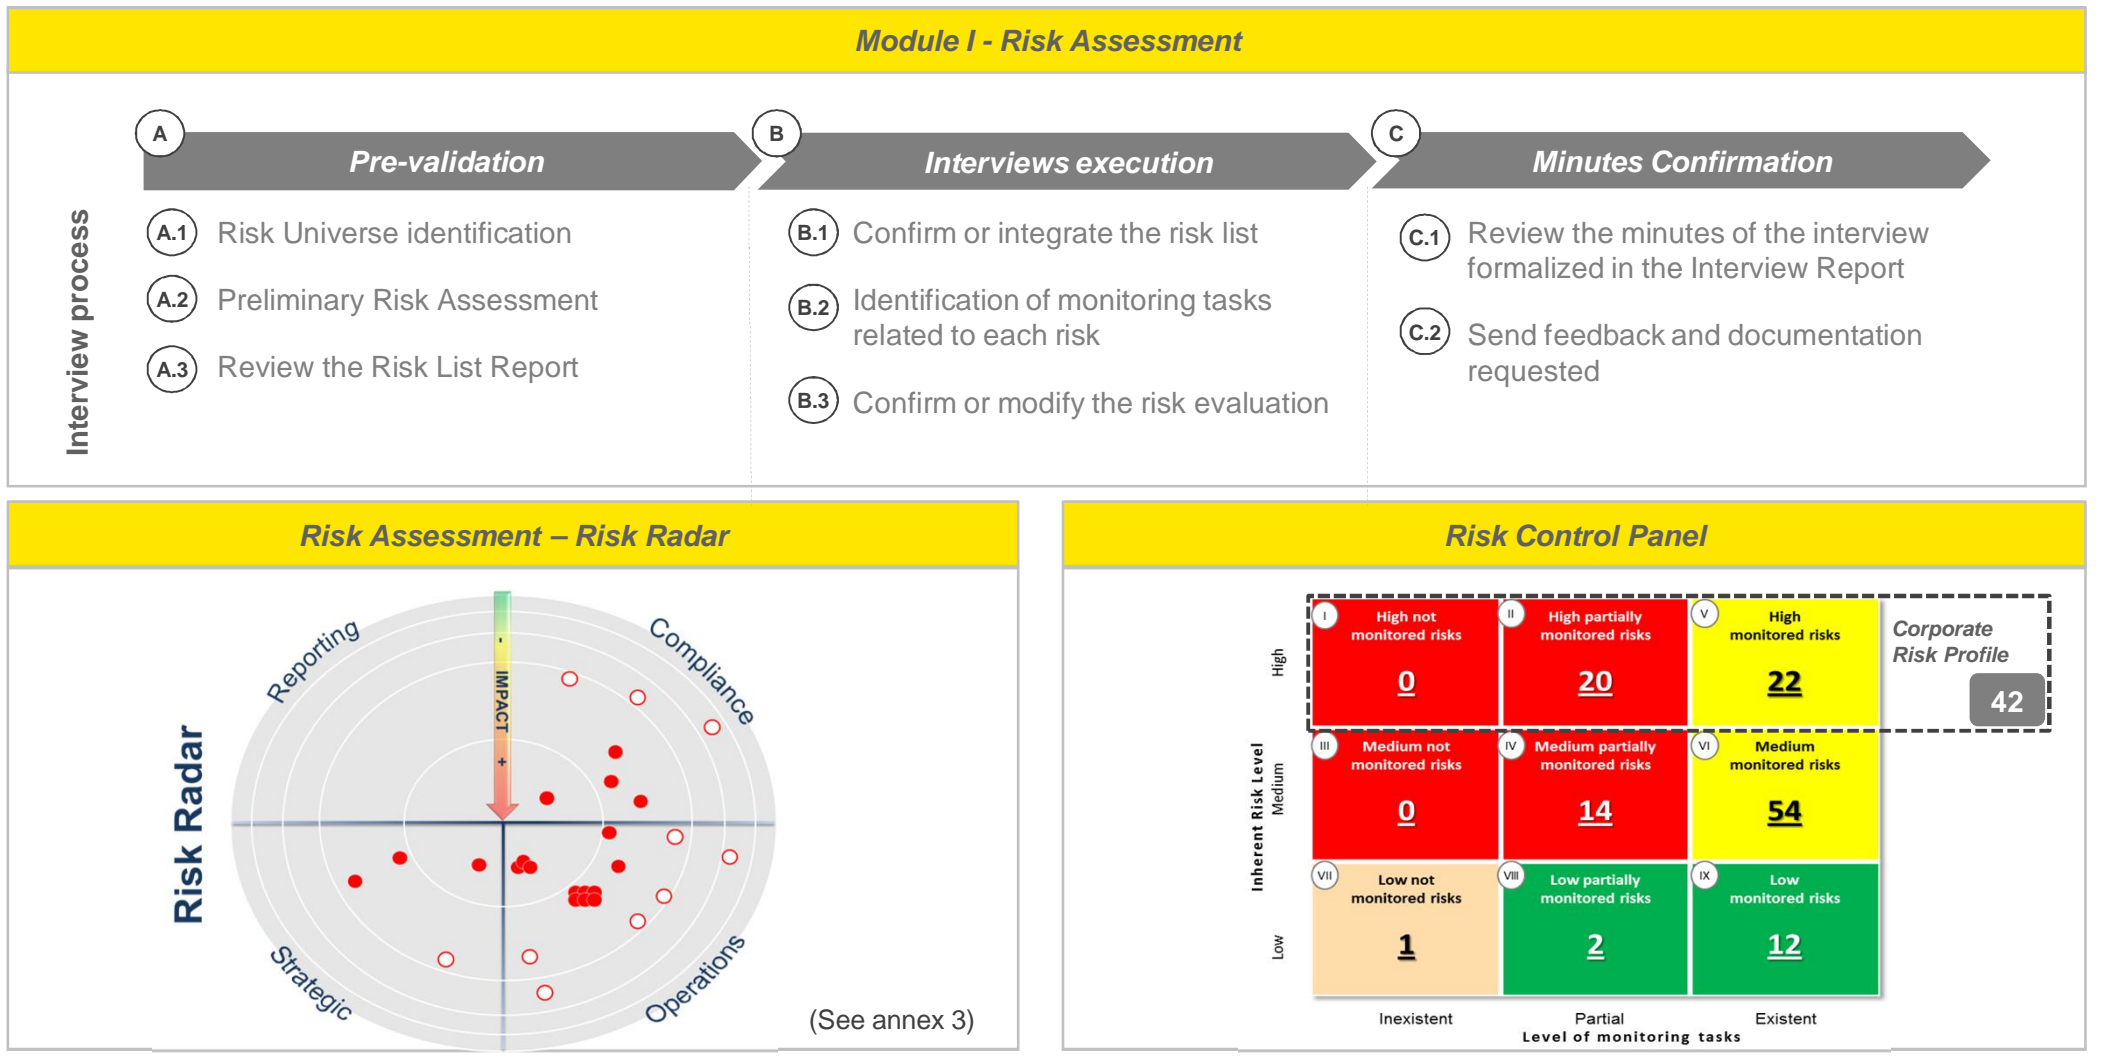 Module I - Risk Assessment
Interview process
A
Pre-validation
A.1 Risk Universe identification
A.2 Preliminary Risk Assessment
A.3 Review the Risk List Report
B
Interviews execution
B.1 Confirm or integrate the risk list
B.2 Identification of monitoring tasks
related to each risk
B.3 Confirm or modify the risk evaluation
C
Minutes Confirmation
C.1 Review the minutes of the interview
formalized in the Interview Report
C.2 Send feedback and documentation
requested
Risk Assessment – Risk Radar
Risk Radar
Reporting
Compliance
- IMPACT +
Strategic
Operations
(See annex 3)
Risk Control Panel
Inherent Risk Level
High
I
High not
monitored risks
0
II
High partially
monitored risks
20
V
High
monitored risks
22
Corporate
Risk Profile
42
Medium
III
Medium not
monitored risks
0
IV
Medium partially
monitored risks
14
VI
Medium
monitored risks
54
Low
VII
Low not
monitored risks
1
VIII
Low partially
monitored risks
2
IX
Low
monitored risks
12
Inexistent
Partial
Existent
Level of monitoring tasks